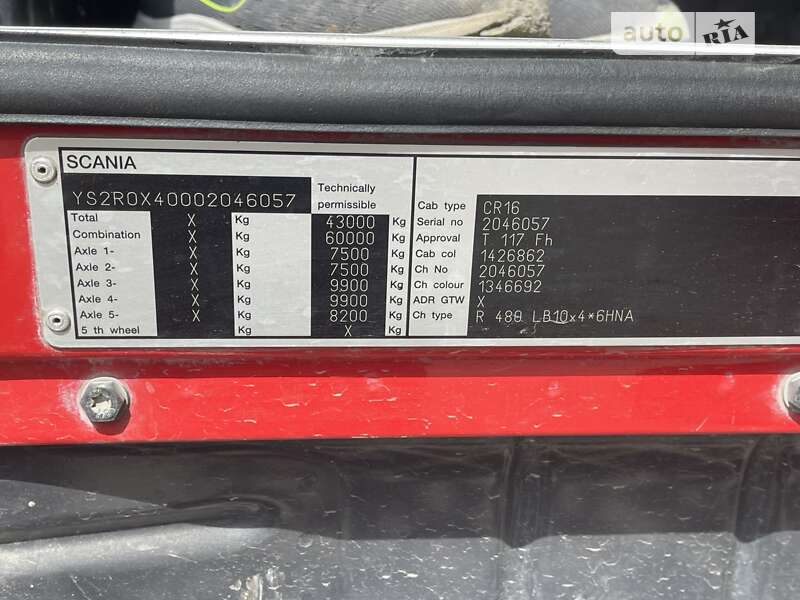 auto RIA
SCANIA
YS2R0X40002046057
Technically
permissible
Total X Kg 43000 Kg
Combination X Kg 60000 Kg
Axle 1- X Kg 7500 Kg
Axle 2- X Kg 7500 Kg
Axle 3- X Kg 9900 Kg
Axle 4- X Kg 9900 Kg
Axle 5- X Kg 8200 Kg
5 th wheel Kg X Kg
Cab type CR16
Serial no 2046057
Approval T 117 Fh
Cab col 1426862
Ch No 2046057
Ch colour 1346692
ADR GTW X
Ch type R 480 LB10x4*6HNA